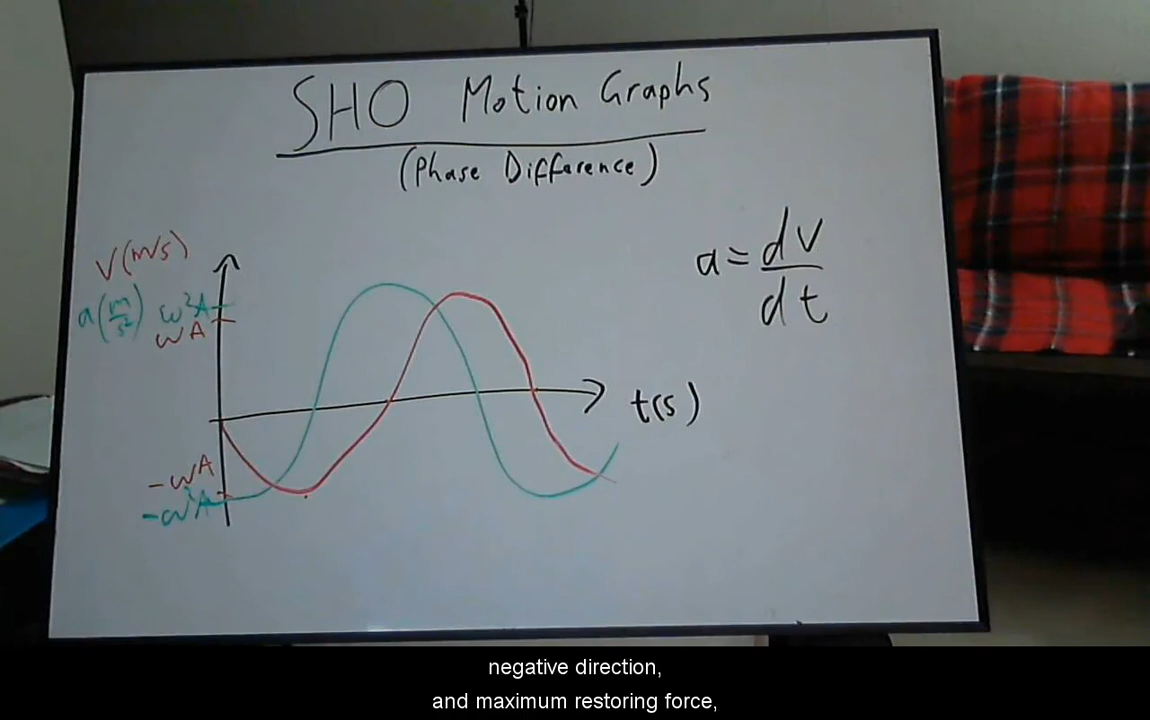 SHO Motion Graphs
(Phase Difference)
V(m/s)
a(m/s²) ω²A
ωA
-ωA
-ω²A
t(s)
a = dv/dt
negative direction,
and maximum restoring force,